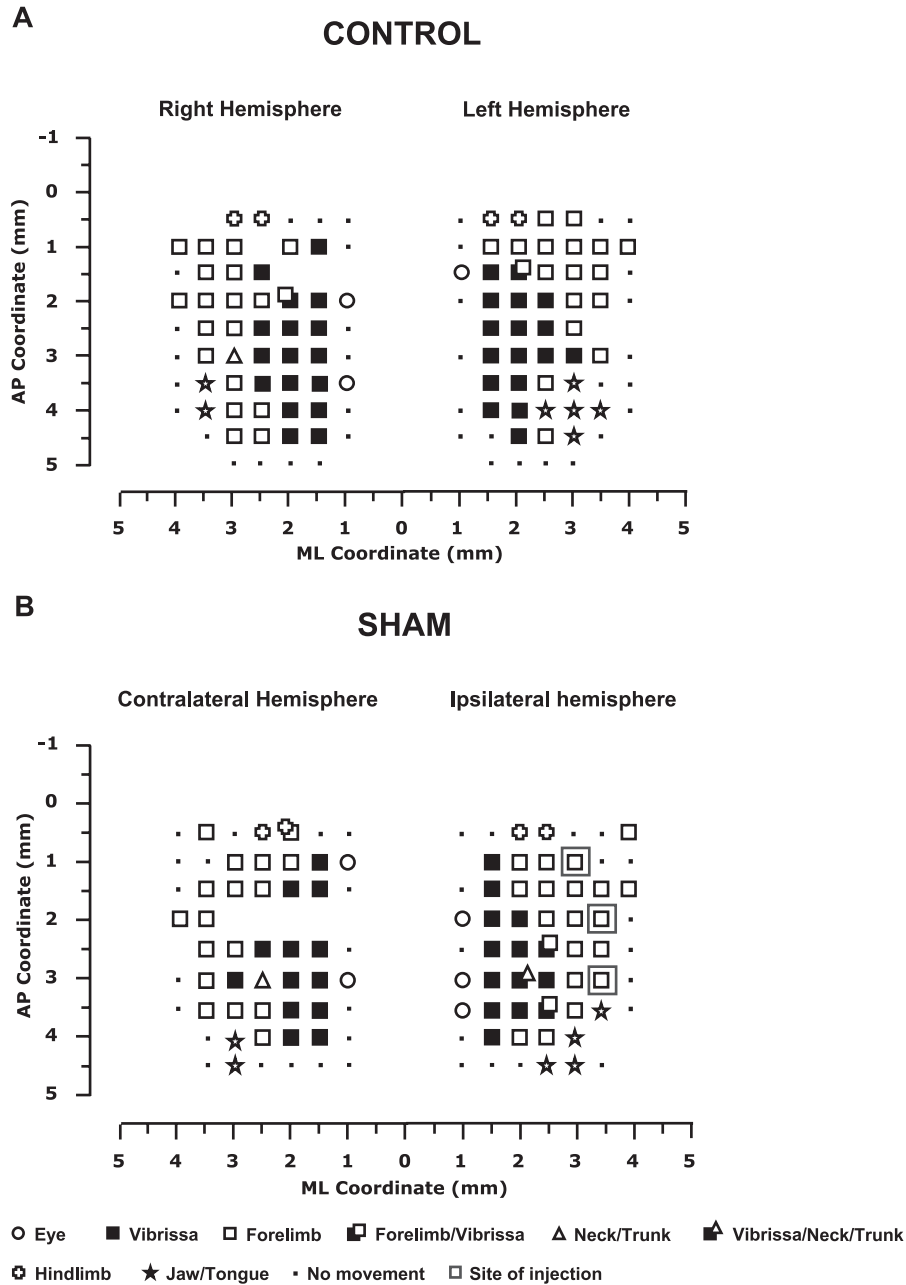 A
CONTROL
Right Hemisphere Left Hemisphere
-1
0
1
2
3
4
5
AP Coordinate (mm)
5 4 3 2 1 0 1 2 3 4 5
ML Coordinate (mm)
B
SHAM
Contralateral Hemisphere Ipsilateral hemisphere
-1
0
1
2
3
4
5
AP Coordinate (mm)
5 4 3 2 1 0 1 2 3 4 5
ML Coordinate (mm)
Eye Vibrissa Forelimb Forelimb/Vibrissa Neck/Trunk Vibrissa/Neck/Trunk
Hindlimb Jaw/Tongue No movement Site of injection